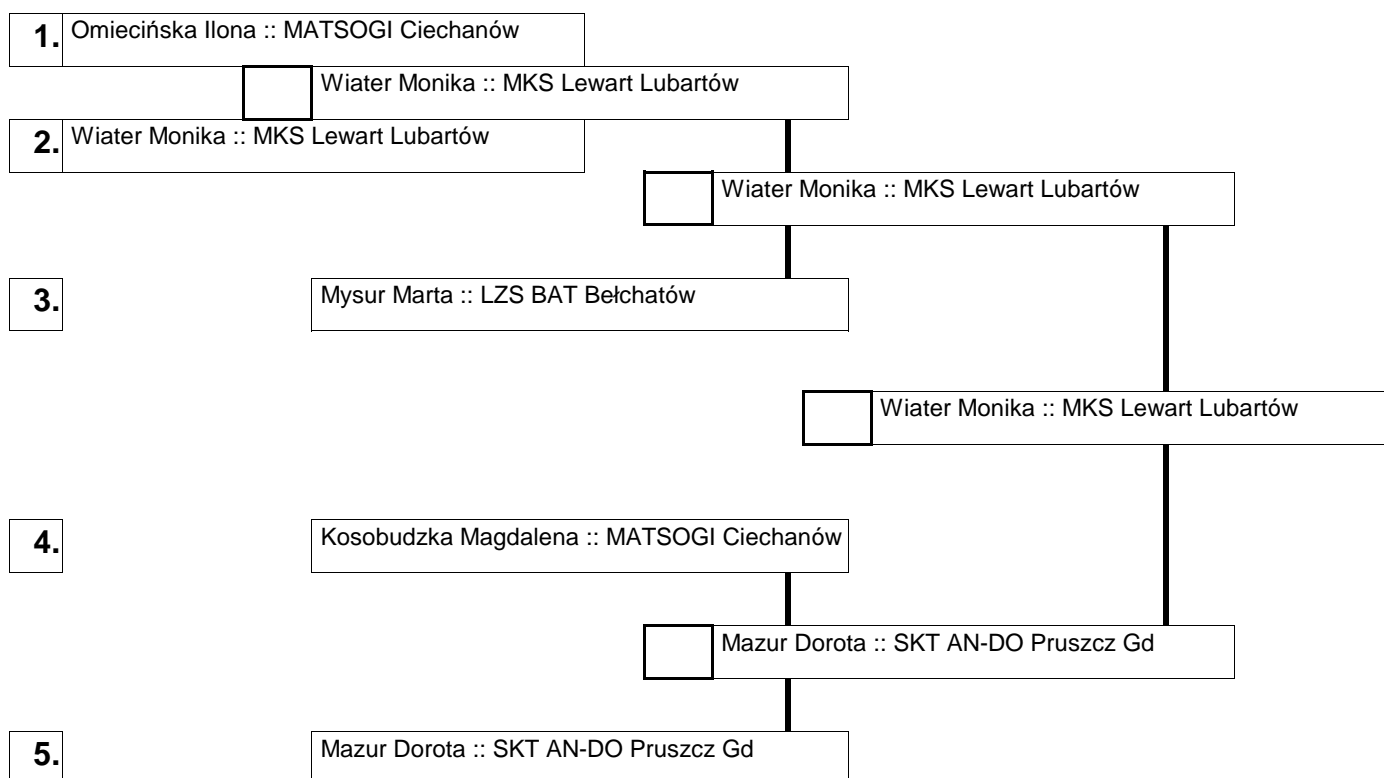 1. Omiecińska Ilona :: MATSOGI Ciechanów
Wiater Monika :: MKS Lewart Lubartów
2. Wiater Monika :: MKS Lewart Lubartów
Wiater Monika :: MKS Lewart Lubartów
3. Mysur Marta :: LZS BAT Bełchatów
Wiater Monika :: MKS Lewart Lubartów
4. Kosobudzka Magdalena :: MATSOGI Ciechanów
Mazur Dorota :: SKT AN-DO Pruszcz Gd
5. Mazur Dorota :: SKT AN-DO Pruszcz Gd